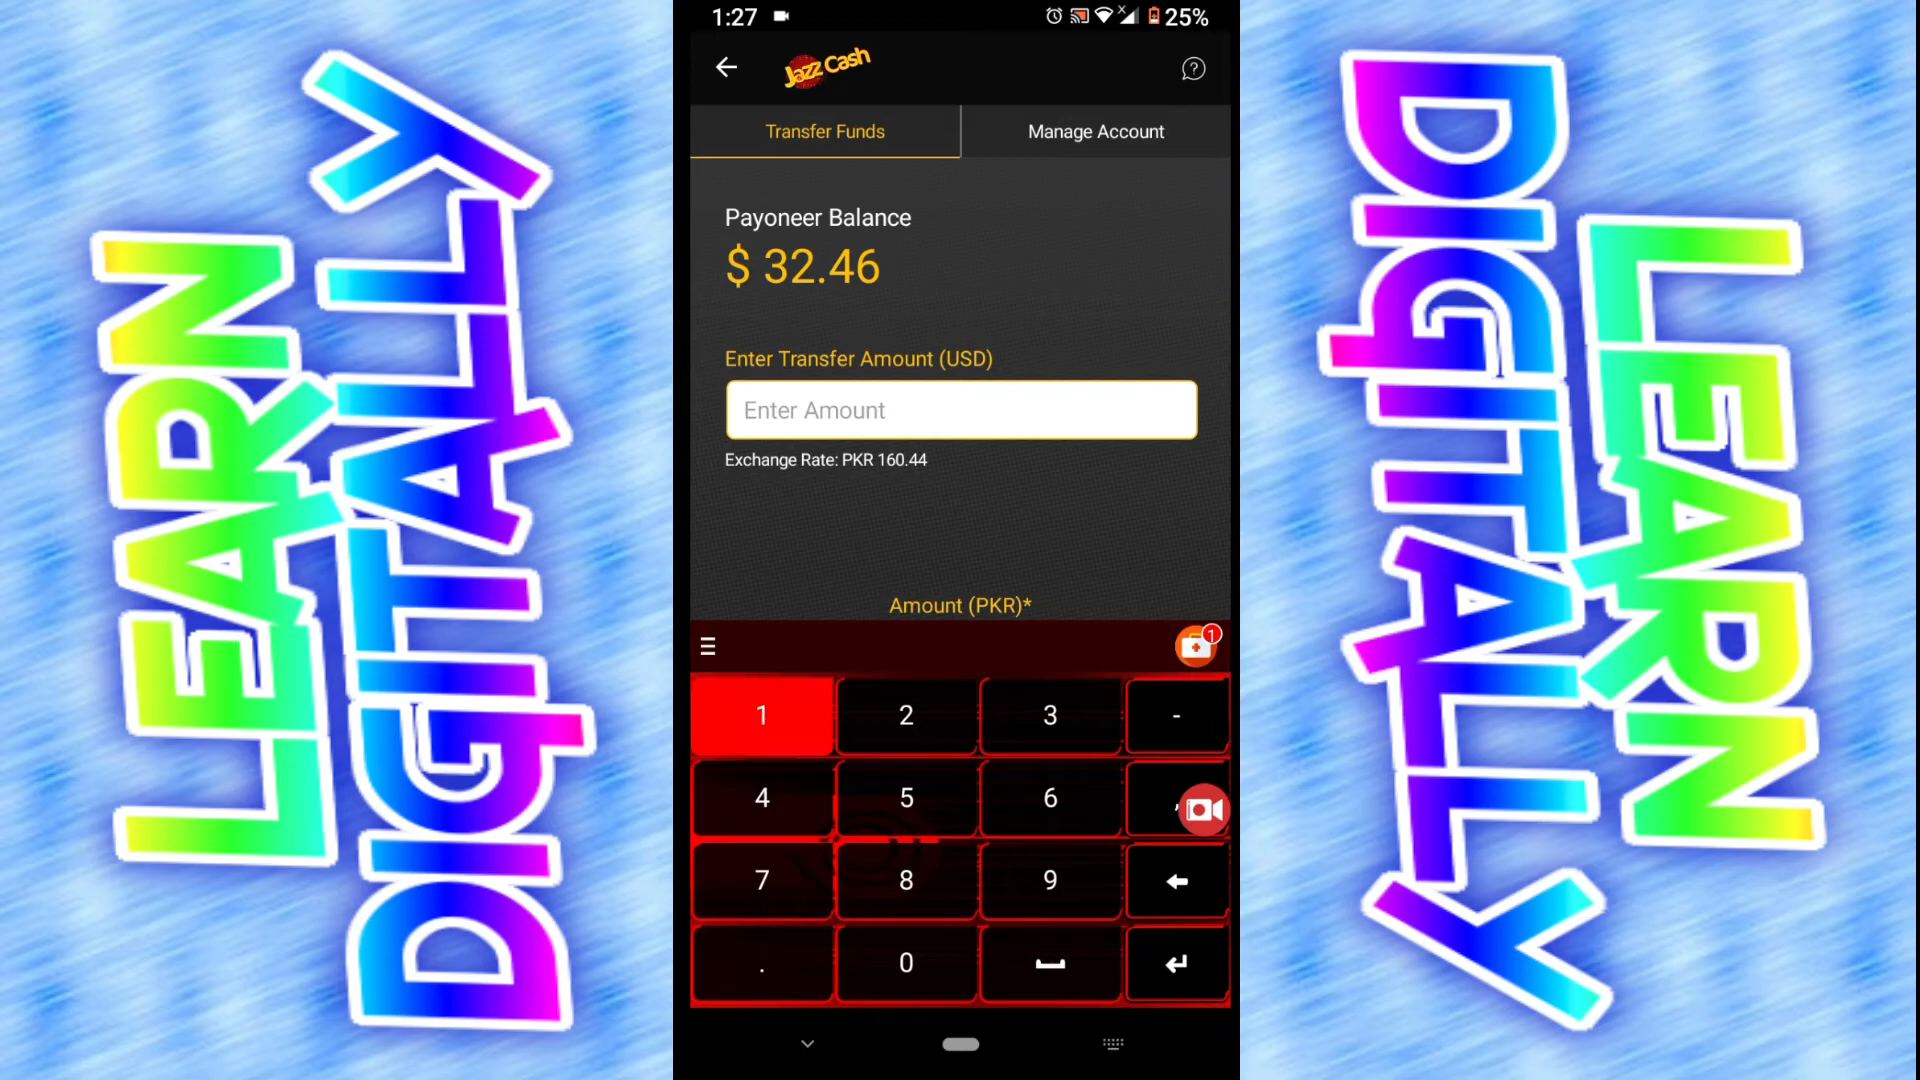 LEARN
DIGITALLY
1:27
25%
Jazz Cash
Transfer Funds
Manage Account
Payoneer Balance
$ 32.46
Enter Transfer Amount (USD)
Enter Amount
Exchange Rate: PKR 160.44
Amount (PKR)*
1
1 2 3 -
4 5 6 ,
7 8 9
. 0
DIGITALLY
LEARN